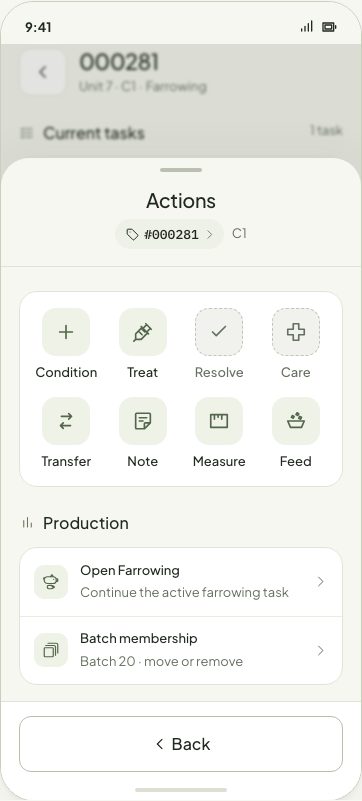 9:41
000281
Unit 7 · C1 · Farrowing
Current tasks
1 task
Actions
#000281
C1
Condition
Treat
Resolve
Care
Transfer
Note
Measure
Feed
Production
Open Farrowing
Continue the active farrowing task
Batch membership
Batch 20 · move or remove
Back